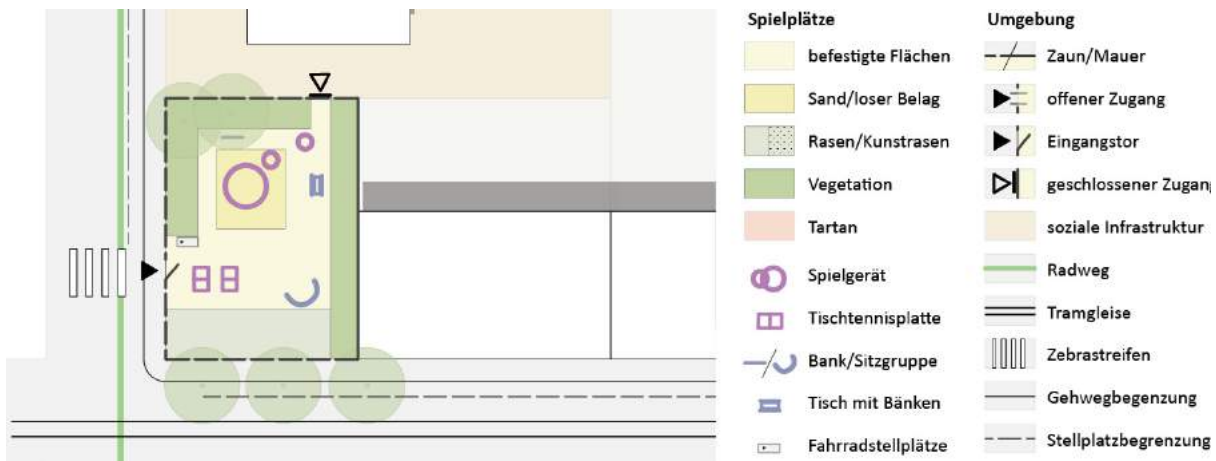 Spielplätze
befestigte Flächen
Sand/loser Belag
Rasen/Kunstrasen
Vegetation
Tartan
Spielgerät
Tischtennisplatte
Bank/Sitzgruppe
Tisch mit Bänken
Fahrradstellplätze
Umgebung
Zaun/Mauer
offener Zugang
Eingangstor
geschlossener Zugang
soziale Infrastruktur
Radweg
Tramgleise
Zebrastreifen
Gehwegbegenzung
Stellplatzbegrenzung